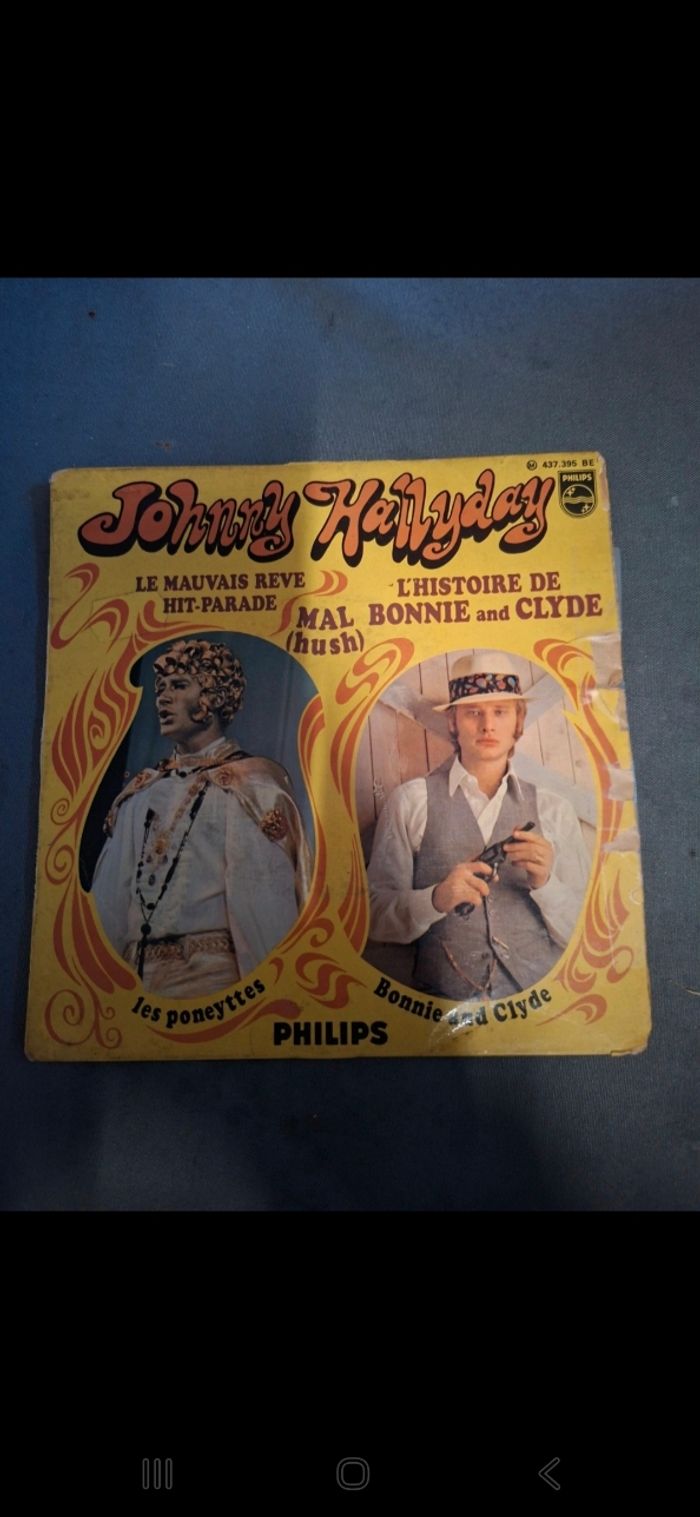 Ⓜ 437.395 BE
Johnny Hallyday
PHILIPS
LE MAUVAIS REVE
HIT-PARADE
MAL
(hush)
L'HISTOIRE DE
BONNIE and CLYDE
les poneyttes
Bonnie and Clyde
PHILIPS